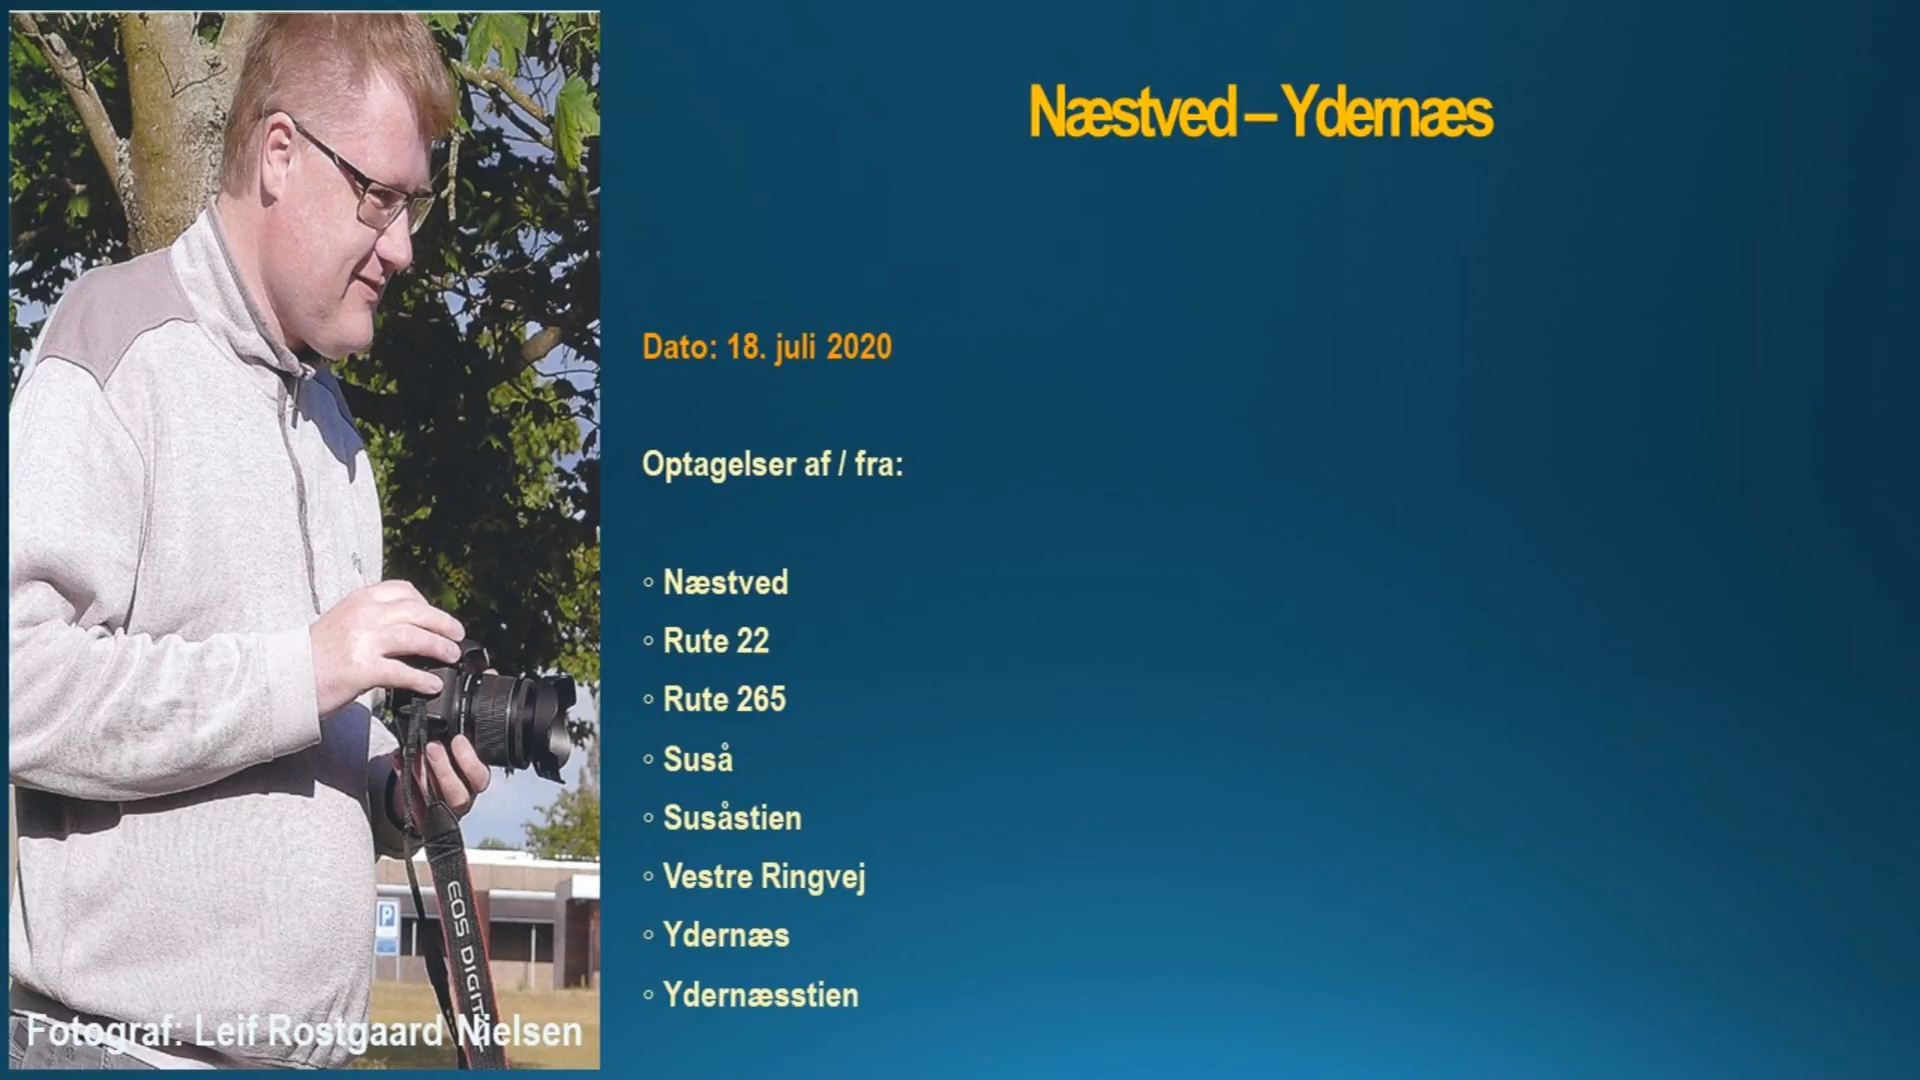 Næstved – Ydernæs
Dato: 18. juli 2020
Optagelser af / fra:
◦ Næstved
◦ Rute 22
◦ Rute 265
◦ Suså
◦ Susåstien
◦ Vestre Ringvej
◦ Ydernæs
◦ Ydernæsstien
P
EOS DIGIT
Fotograf: Leif Rostgaard Nielsen